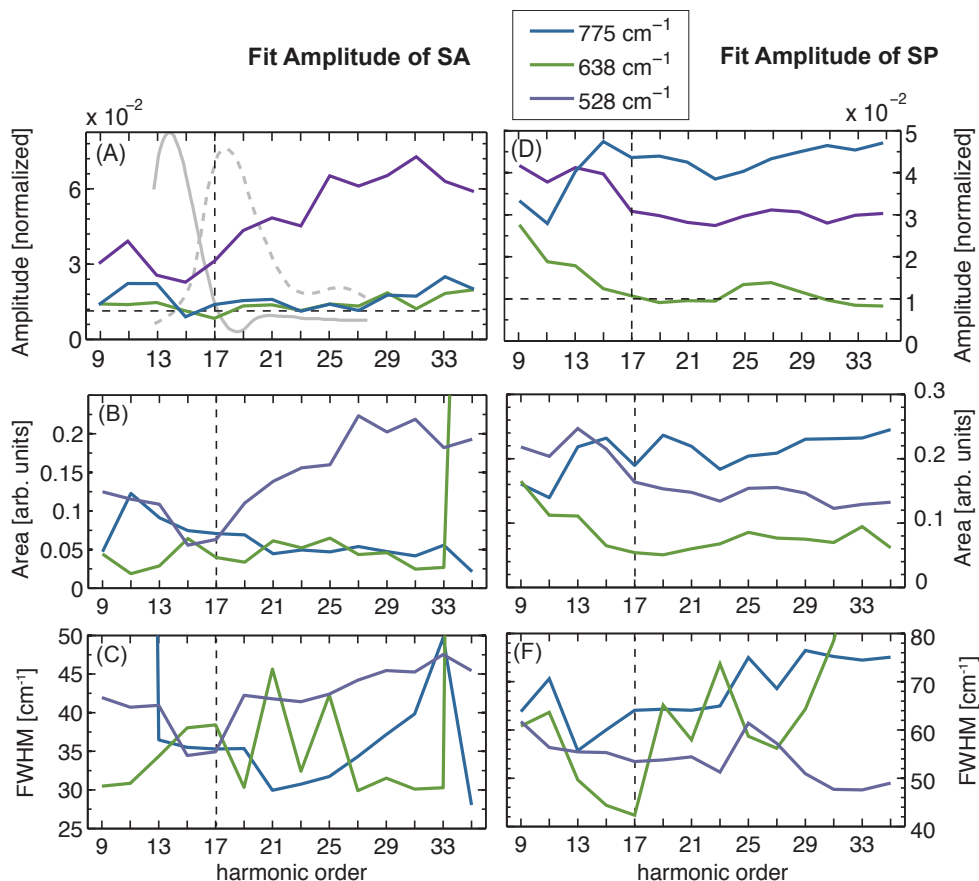 Fit Amplitude of SA
775 cm⁻¹
638 cm⁻¹
528 cm⁻¹
Fit Amplitude of SP
x 10⁻²
(A)
Amplitude [normalized]
6
3
0
9 13 17 21 25 29 33
x 10⁻²
(D)
Amplitude [normalized]
5
4
3
2
1
0
9 13 17 21 25 29 33
(B)
Area [arb. units]
0.2
0.15
0.1
0.05
0
9 13 17 21 25 29 33
Area [arb. units]
0.3
0.2
0.1
0
9 13 17 21 25 29 33
(C)
FWHM [cm⁻¹]
50
45
40
35
30
25
9 13 17 21 25 29 33
harmonic order
(F)
FWHM [cm⁻¹]
80
70
60
50
40
9 13 17 21 25 29 33
harmonic order